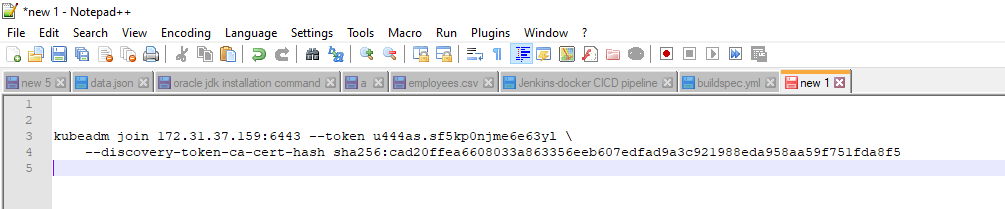 *new 1 - Notepad++
File Edit Search View Encoding Language Settings Tools Macro Run Plugins Window ?
new 5 data.json oracle jdk installation command a employees.csv Jenkins-docker CICD pipeline buildspec.yml new 1
1
2
3 kubeadm join 172.31.37.159:6443 --token u444as.sf5kp0njme6e63yl \
4 --discovery-token-ca-cert-hash sha256:cad20ffea6608033a863356eeb607edfad9a3c921988eda958aa59f751fda8f5
5